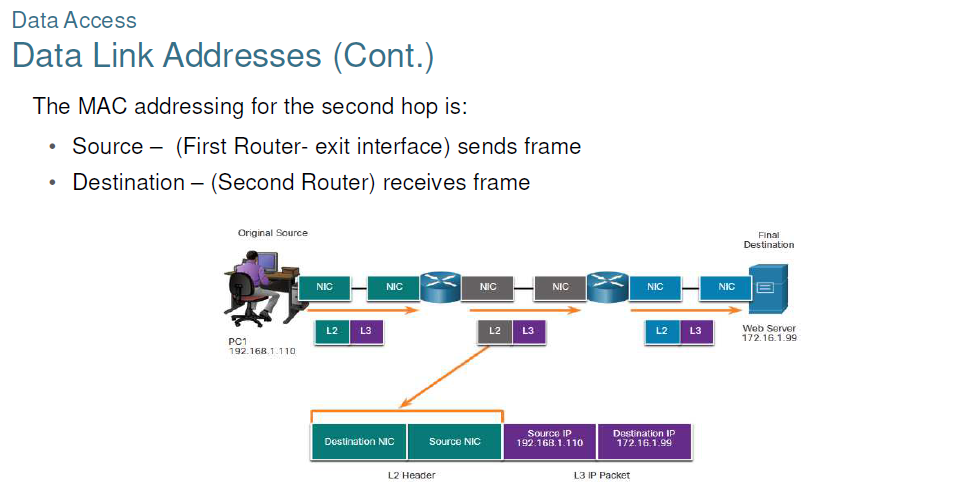 Data Access
Data Link Addresses (Cont.)
The MAC addressing for the second hop is:
• Source – (First Router- exit interface) sends frame
• Destination – (Second Router) receives frame
Original Source
Final
Destination
NIC NIC NIC NIC NIC NIC
L2 L3 L2 L3 L2 L3
PC1
192.168.1.110
Web Server
172.16.1.99
Destination NIC Source NIC
Source IP
192.168.1.110
Destination IP
172.16.1.99
L2 Header L3 IP Packet